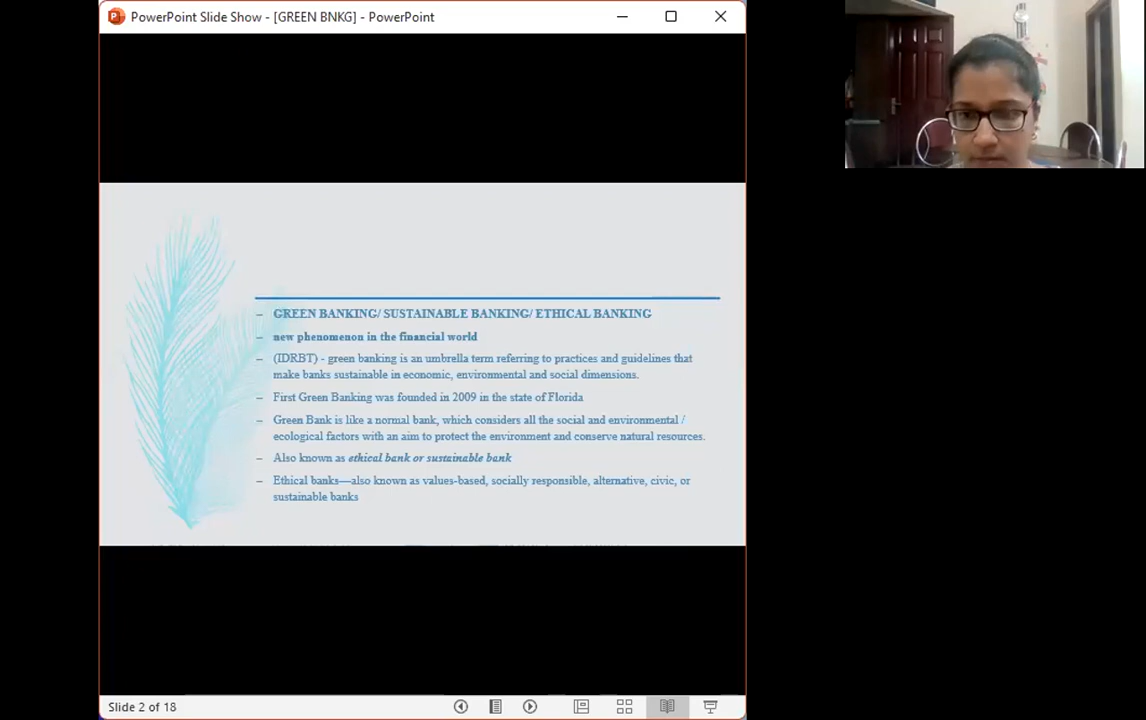 PowerPoint Slide Show - [GREEN BNKG] - PowerPoint
– GREEN BANKING/ SUSTAINABLE BANKING/ ETHICAL BANKING
– new phenomenon in the financial world
– (IDRBT) - green banking is an umbrella term referring to practices and guidelines that
make banks sustainable in economic, environmental and social dimensions.
– First Green Banking was founded in 2009 in the state of Florida
– Green Bank is like a normal bank, which considers all the social and environmental /
ecological factors with an aim to protect the environment and conserve natural resources.
– Also known as ethical bank or sustainable bank
– Ethical banks—also known as values-based, socially responsible, alternative, civic, or
sustainable banks
Slide 2 of 18